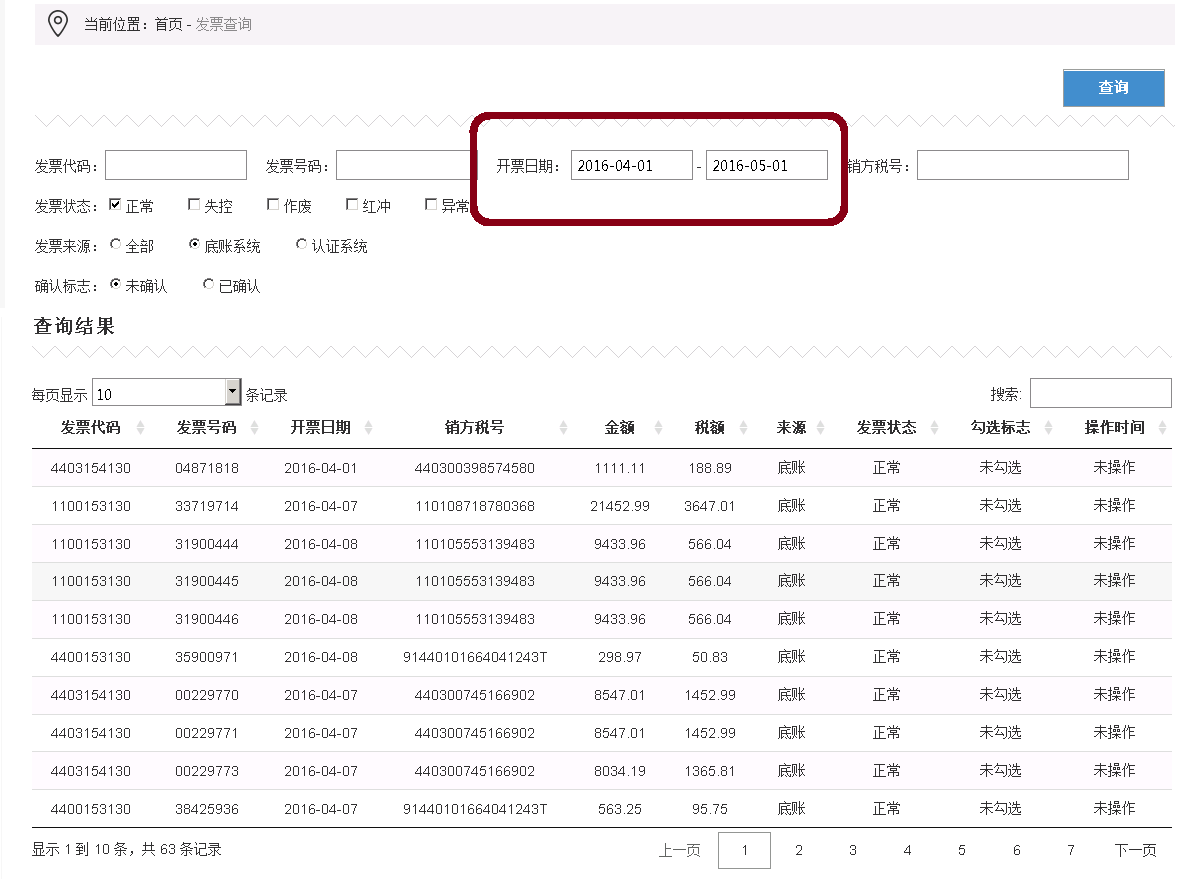 当前位置：首页 - 发票查询
查询
发票代码： 发票号码： 开票日期： 2016-04-01 - 2016-05-01 销方税号：
发票状态： 正常 失控 作废 红冲 异常
发票来源： 全部 底账系统 认证系统
确认标志： 未确认 已确认
查询结果
每页显示 10 条记录 搜索:
发票代码 发票号码 开票日期 销方税号 金额 税额 来源 发票状态 勾选标志 操作时间
4403154130 04871818 2016-04-01 440300398574580 1111.11 188.89 底账 正常 未勾选 未操作
1100153130 33719714 2016-04-07 110108718780368 21452.99 3647.01 底账 正常 未勾选 未操作
1100153130 31900444 2016-04-08 110105553139483 9433.96 566.04 底账 正常 未勾选 未操作
1100153130 31900445 2016-04-08 110105553139483 9433.96 566.04 底账 正常 未勾选 未操作
1100153130 31900446 2016-04-08 110105553139483 9433.96 566.04 底账 正常 未勾选 未操作
4400153130 35900971 2016-04-08 91440101664041243T 298.97 50.83 底账 正常 未勾选 未操作
4403154130 00229770 2016-04-07 440300745166902 8547.01 1452.99 底账 正常 未勾选 未操作
4403154130 00229771 2016-04-07 440300745166902 8547.01 1452.99 底账 正常 未勾选 未操作
4403154130 00229773 2016-04-07 440300745166902 8034.19 1365.81 底账 正常 未勾选 未操作
4400153130 38425936 2016-04-07 91440101664041243T 563.25 95.75 底账 正常 未勾选 未操作
显示 1 到 10 条，共 63 条记录 上一页 1 2 3 4 5 6 7 下一页